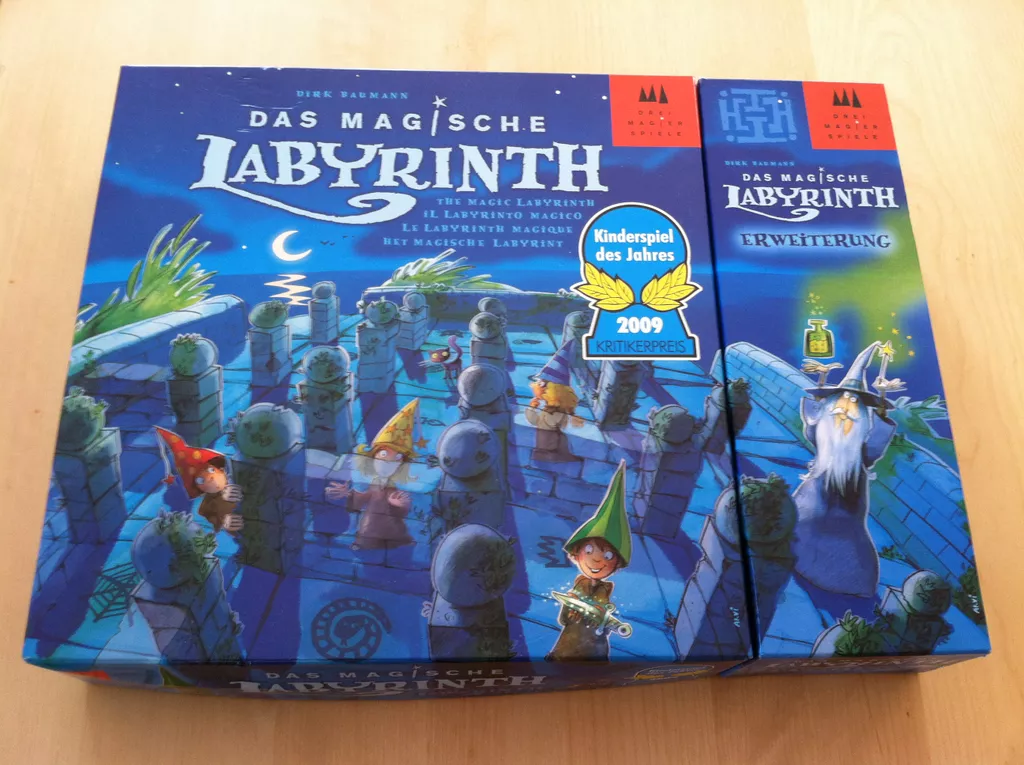 DIRK BAUMANN
DAS MAGISCHE
LABYRINTH
THE MAGIC LABYRINTH
IL LABYRINTO MAGICO
LE LABYRINTH MAGIQUE
HET MAGISCHE LABYRINT
DREI
MAGIER
SPIELE
Kinderspiel
des Jahres
2009
KRITIKERPREIS
DAS MAGISCHE
LABYRINTH
DREI
MAGIER
SPIELE
DIRK BAUMANN
DAS MAGISCHE
LABYRINTH
ERWEITERUNG